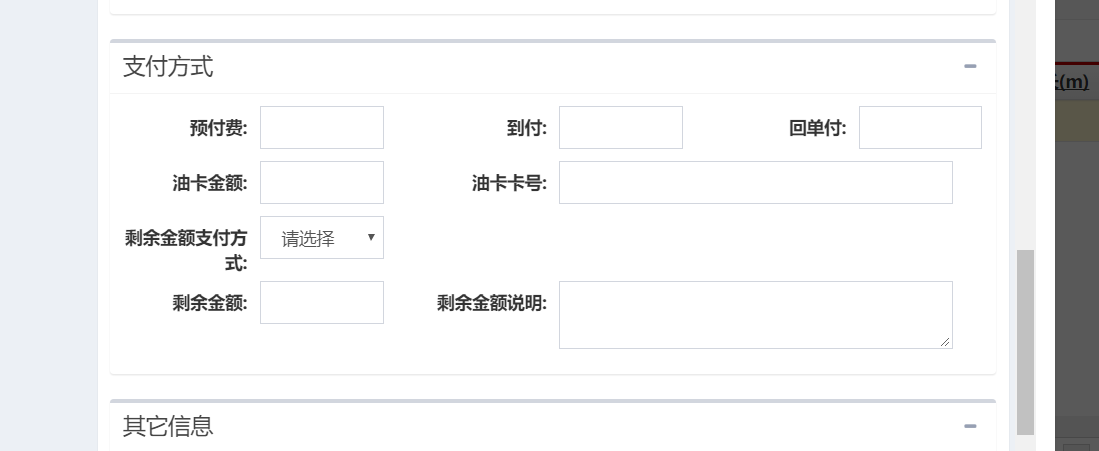 支付方式
预付费: 到付: 回单付:
油卡金额: 油卡卡号:
剩余金额支付方
式: 请选择
剩余金额: 剩余金额说明:
其它信息
(m)